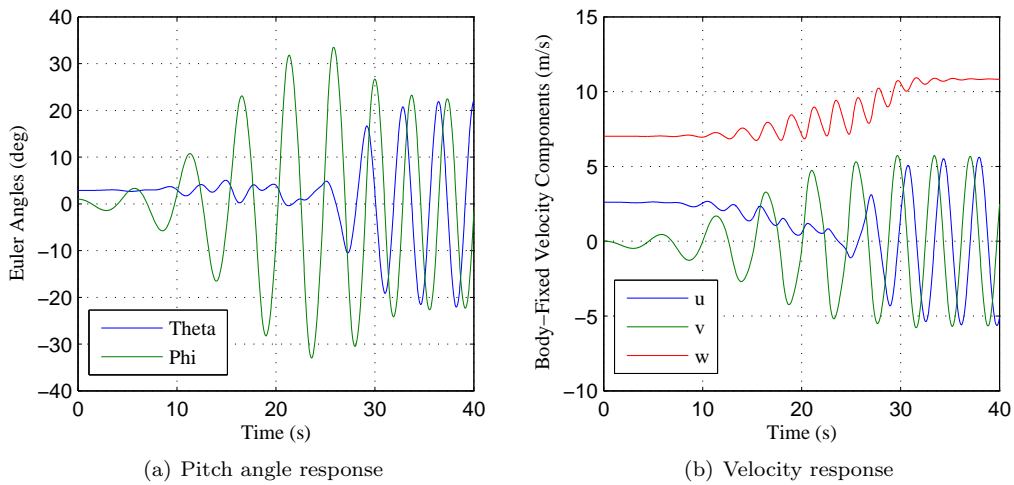 40
30
20
10
0
−10
−20
−30
−40
Euler Angles (deg)
Theta
Phi
0
10
20
30
40
Time (s)
(a) Pitch angle response
15
10
5
0
−5
−10
Body−Fixed Velocity Components (m/s)
u
v
w
0
10
20
30
40
Time (s)
(b) Velocity response